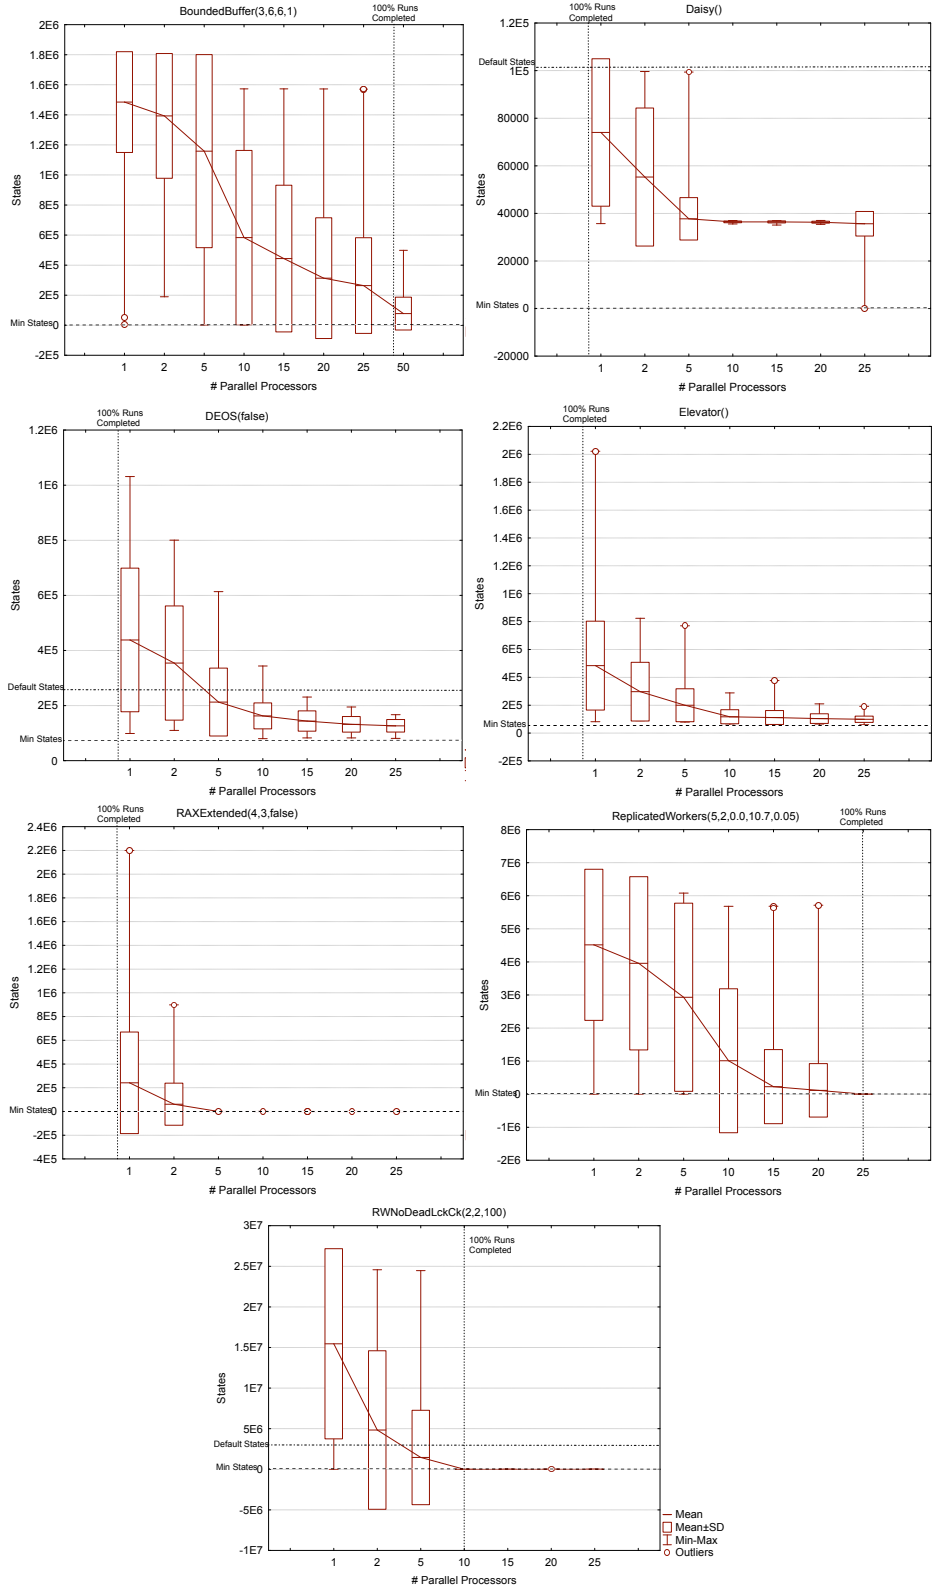 BoundedBuffer(3,6,6,1)
100% Runs
Completed
2E6
1.8E6
1.6E6
1.4E6
1.2E6
1E6
8E5
6E5
4E5
2E5
Min States 0
-2E5
States
1 2 5 10 15 20 25 50
# Parallel Processors
Daisy()
100% Runs
Completed
1.2E5
Default States
1E5
80000
60000
40000
20000
Min States 0
-20000
States
1 2 5 10 15 20 25
# Parallel Processors
DEOS(false)
100% Runs
Completed
1.2E6
1E6
8E5
6E5
4E5
Default States
2E5
Min States
0
States
1 2 5 10 15 20 25
# Parallel Processors
Elevator()
100% Runs
Completed
2.2E6
2E6
1.8E6
1.6E6
1.4E6
1.2E6
1E6
8E5
6E5
4E5
2E5
Min States
0
-2E5
States
1 2 5 10 15 20 25
# Parallel Processors
RAXExtended(4,3,false)
100% Runs
Completed
2.4E6
2.2E6
2E6
1.8E6
1.6E6
1.4E6
1.2E6
1E6
8E5
6E5
4E5
2E5
Min States 0
-2E5
-4E5
States
1 2 5 10 15 20 25
# Parallel Processors
ReplicatedWorkers(5,2,0.0,10.7,0.05)
100% Runs
Completed
8E6
7E6
6E6
5E6
4E6
3E6
2E6
1E6
Min States 0
-1E6
-2E6
States
1 2 5 10 15 20 25
# Parallel Processors
RWNoDeadLckCk(2,2,100)
100% Runs
Completed
3E7
2.5E7
2E7
1.5E7
1E7
5E6
Default States
Min States 0
-5E6
-1E7
States
1 2 5 10 15 20 25
# Parallel Processors
Mean
Mean±SD
Min-Max
Outliers